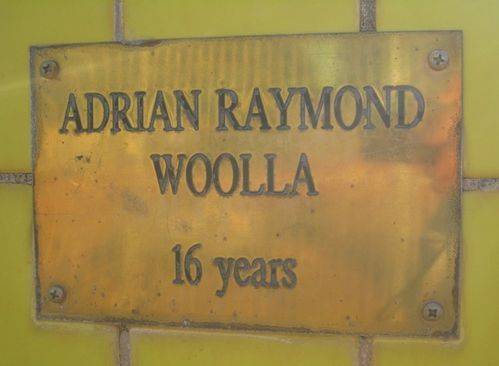 ADRIAN RAYMOND
WOOLLA
16 years